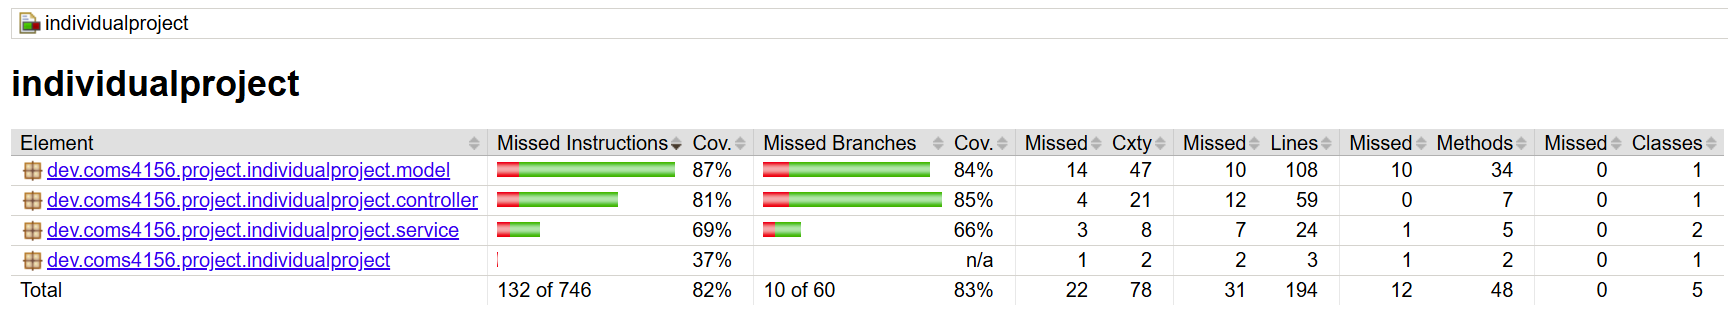 individualproject
individualproject
Element Missed Instructions Cov. Missed Branches Cov. Missed Cxty Missed Lines Missed Methods Missed Classes
dev.coms4156.project.individualproject.model 87% 84% 14 47 10 108 10 34 0 1
dev.coms4156.project.individualproject.controller 81% 85% 4 21 12 59 0 7 0 1
dev.coms4156.project.individualproject.service 69% 66% 3 8 7 24 1 5 0 2
dev.coms4156.project.individualproject 37% n/a 1 2 2 3 1 2 0 1
Total 132 of 746 82% 10 of 60 83% 22 78 31 194 12 48 0 5